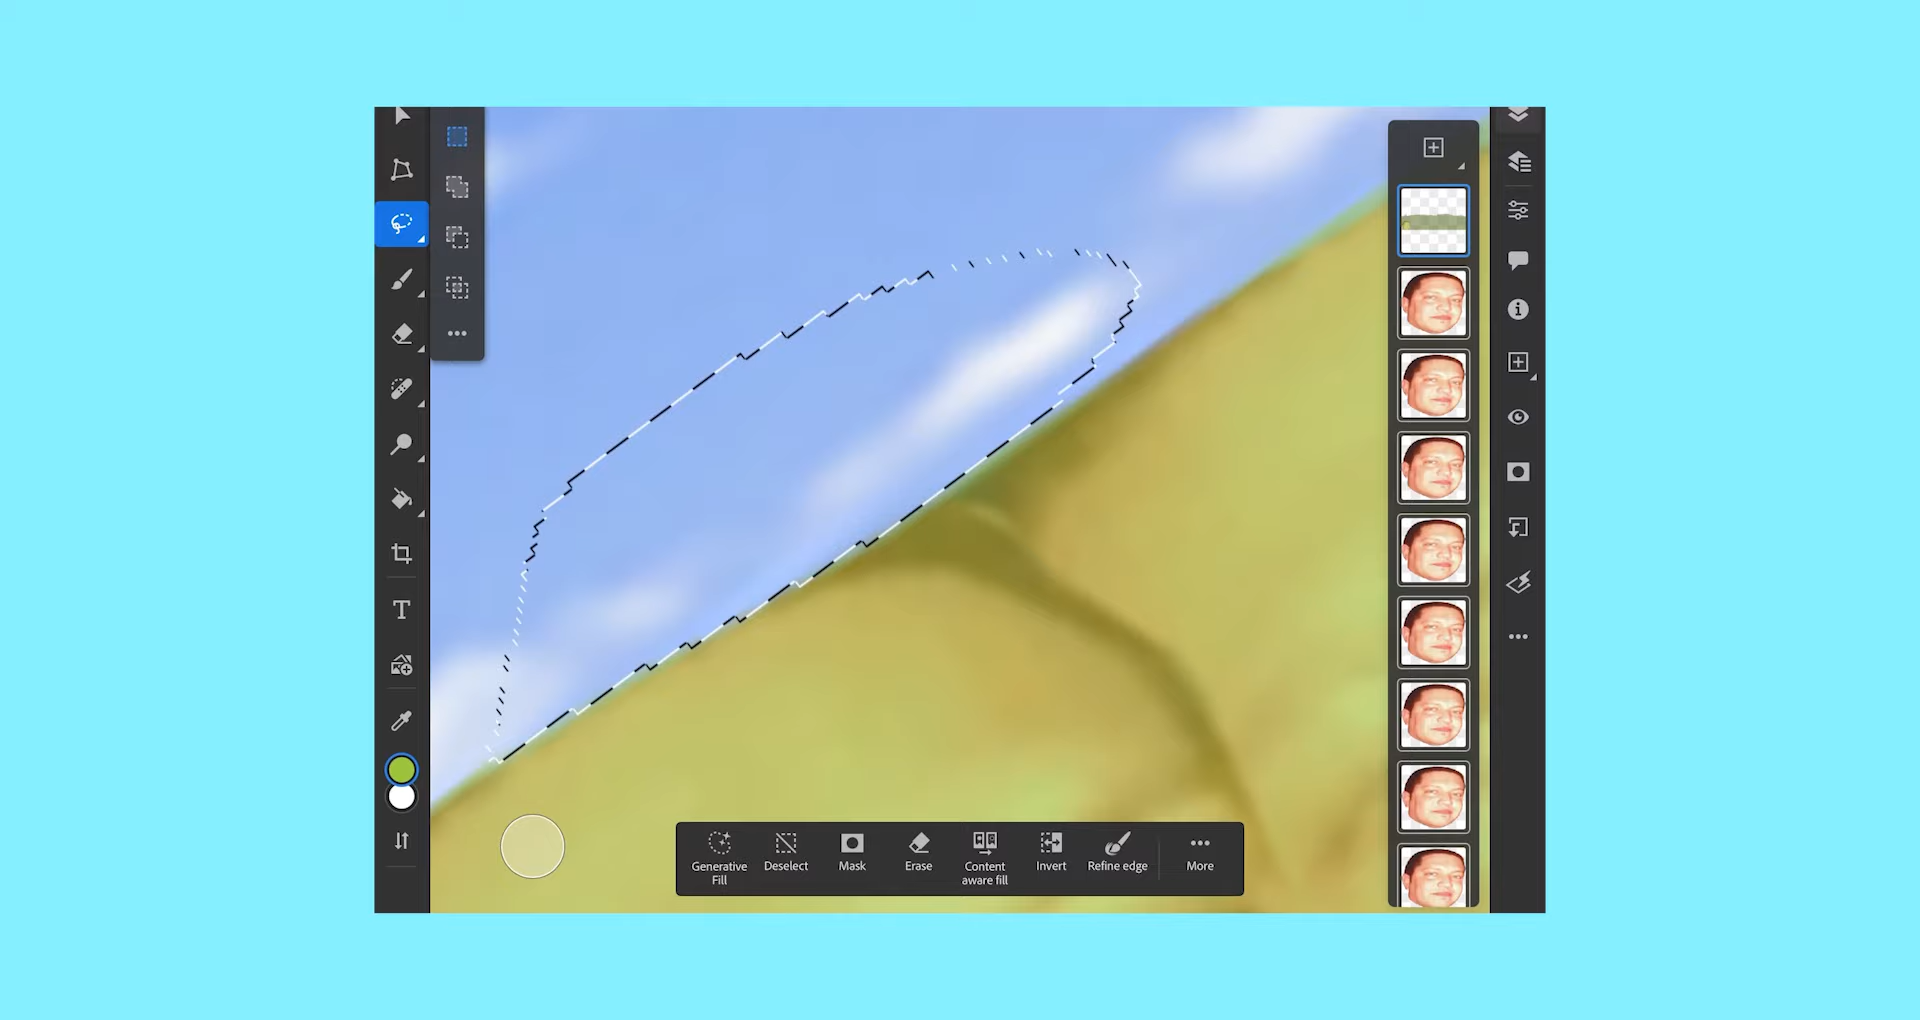 T
Generative
Fill
Deselect
Mask
Erase
Content
aware fill
Invert
Refine edge
More